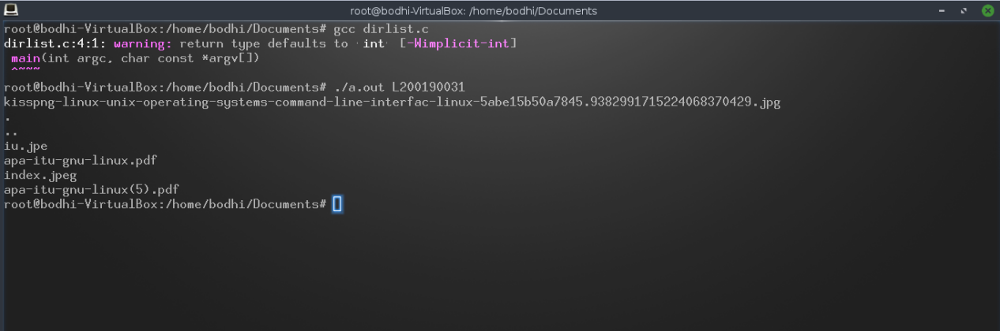 root@bodhi-VirtualBox: /home/bodhi/Documents
root@bodhi-VirtualBox:/home/bodhi/Documents# gcc dirlist.c
dirlist.c:4:1: warning: return type defaults to ‘int’ [-Wimplicit-int]
 main(int argc, char const *argv[])
 ^~~~
root@bodhi-VirtualBox:/home/bodhi/Documents# ./a.out L200190031
kisspng-linux-unix-operating-systems-command-line-interfac-linux-5abe15b50a7845.9382991715224068370429.jpg
.
..
iu.jpe
apa-itu-gnu-linux.pdf
index.jpeg
apa-itu-gnu-linux(5).pdf
root@bodhi-VirtualBox:/home/bodhi/Documents#